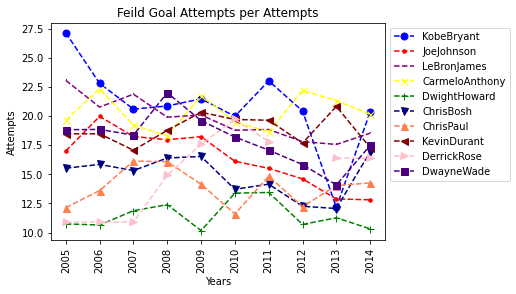 Feild Goal Attempts per Attempts
27.5
25.0
22.5
20.0
17.5
15.0
12.5
10.0
Attempts
2005
2006
2007
2008
2009
2010
2011
2012
2013
2014
Years
KobeBryant
JoeJohnson
LeBronJames
CarmeloAnthony
DwightHoward
ChrisBosh
ChrisPaul
KevinDurant
DerrickRose
DwayneWade